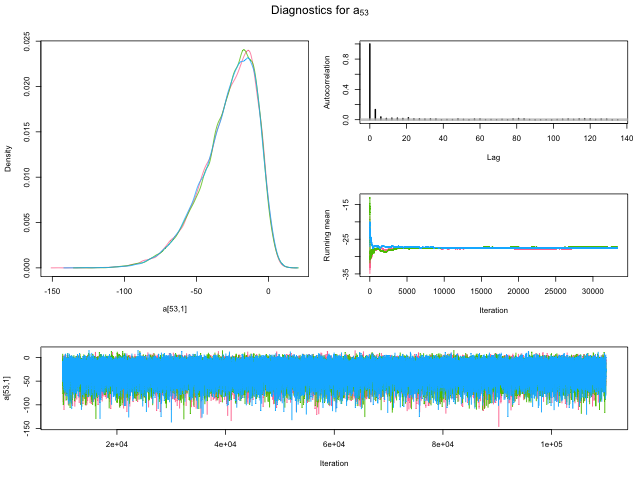 Diagnostics for a53
Density
0.000 0.005 0.010 0.015 0.020 0.025
-150 -100 -50 0
a[53,1]
Autocorrelation
0.0 0.4 0.8
0 20 40 60 80 100 120 140
Lag
Running mean
-35 -25 -15
0 5000 10000 15000 20000 25000 30000
Iteration
a[53,1]
-150 -100 -50 0
2e+04 4e+04 6e+04 8e+04 1e+05
Iteration